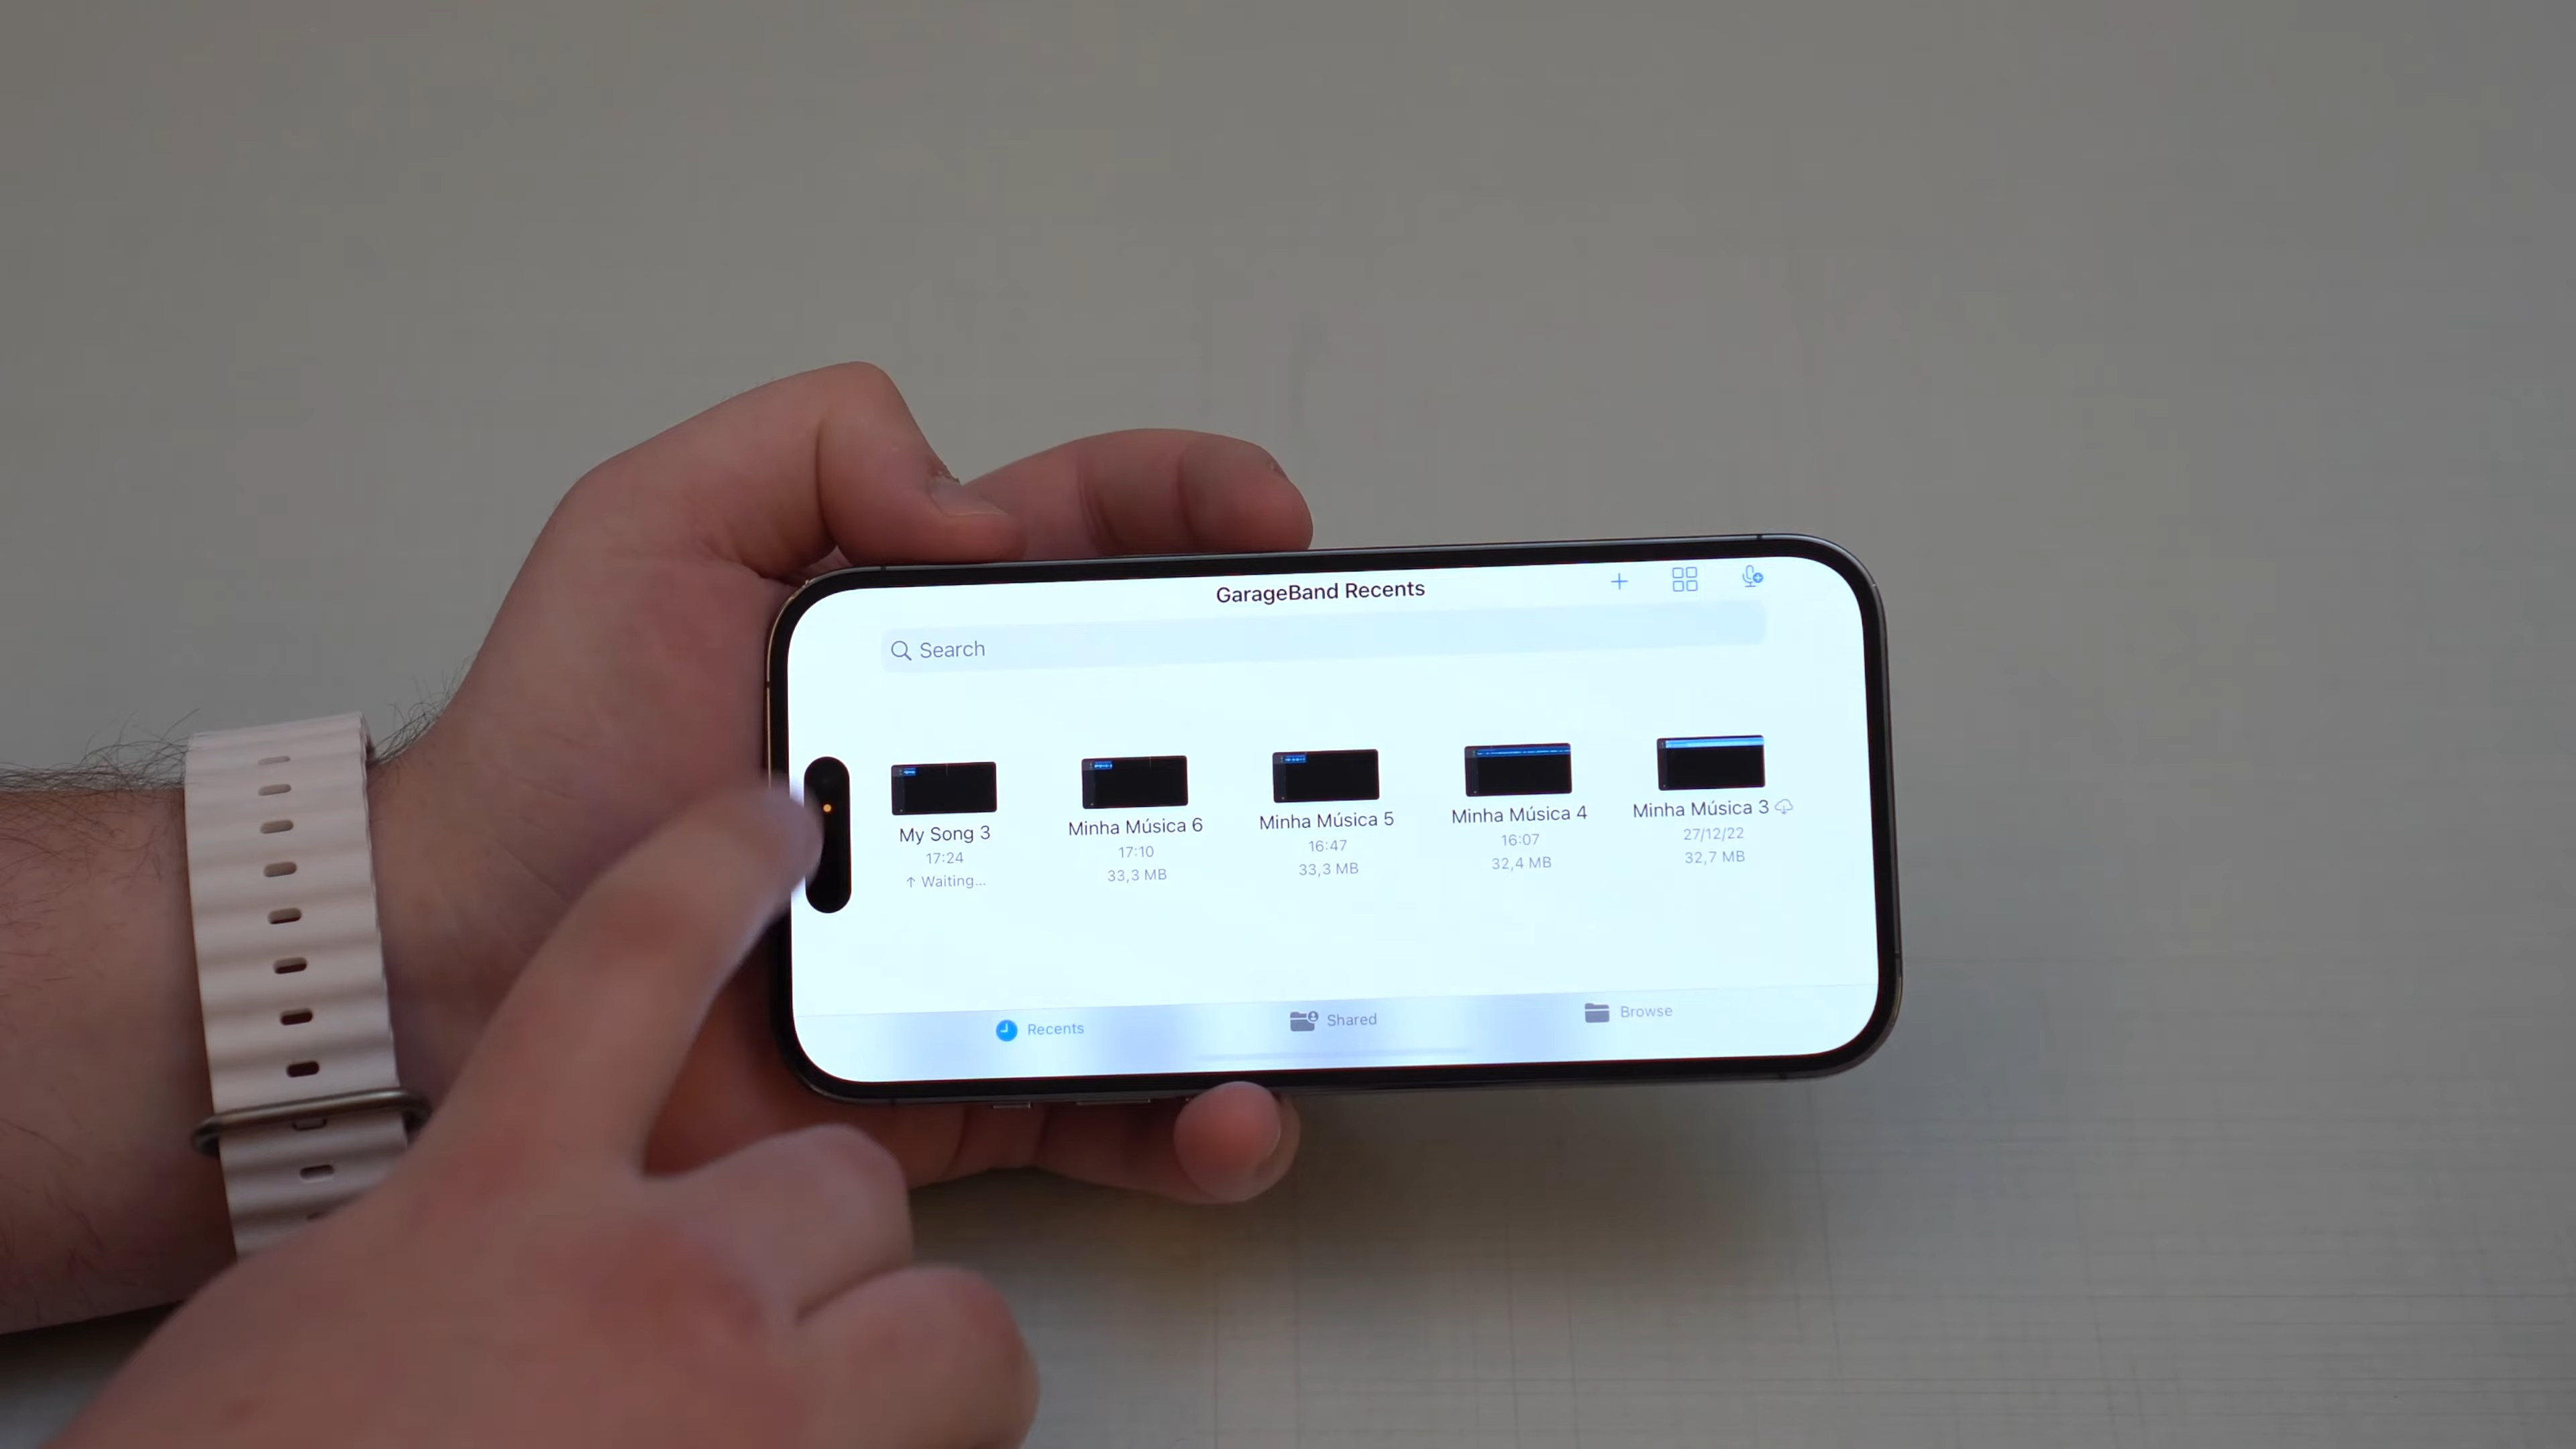 GarageBand Recents
Search
My Song 3
17:24
↑ Waiting...
Minha Música 6
17:10
33,3 MB
Minha Música 5
16:47
33,3 MB
Minha Música 4
16:07
32,4 MB
Minha Música 3
27/12/22
32,7 MB
Recents
Shared
Browse